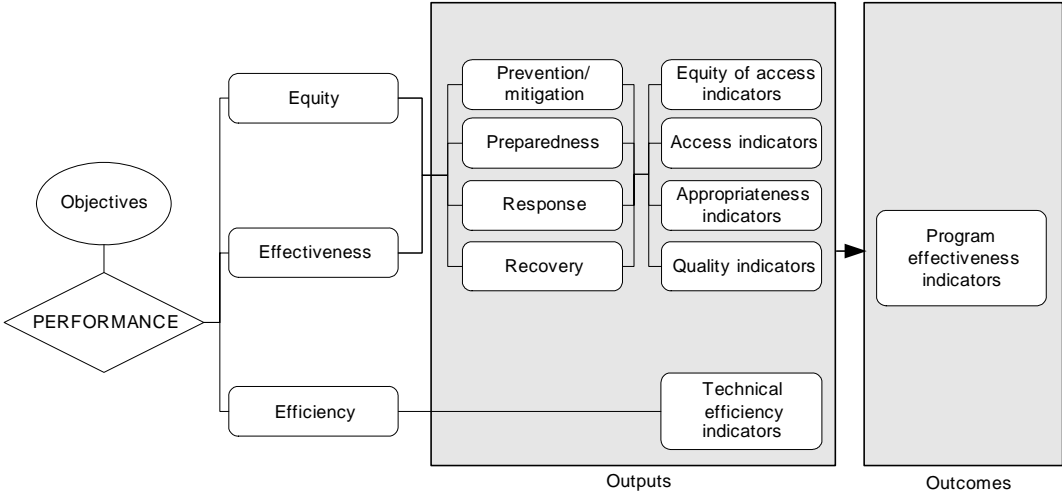 Objectives
PERFORMANCE
Equity
Effectiveness
Efficiency
Prevention/
mitigation
Preparedness
Response
Recovery
Equity of access
indicators
Access indicators
Appropriateness
indicators
Quality indicators
Technical
efficiency
indicators
Outputs
Program
effectiveness
indicators
Outcomes